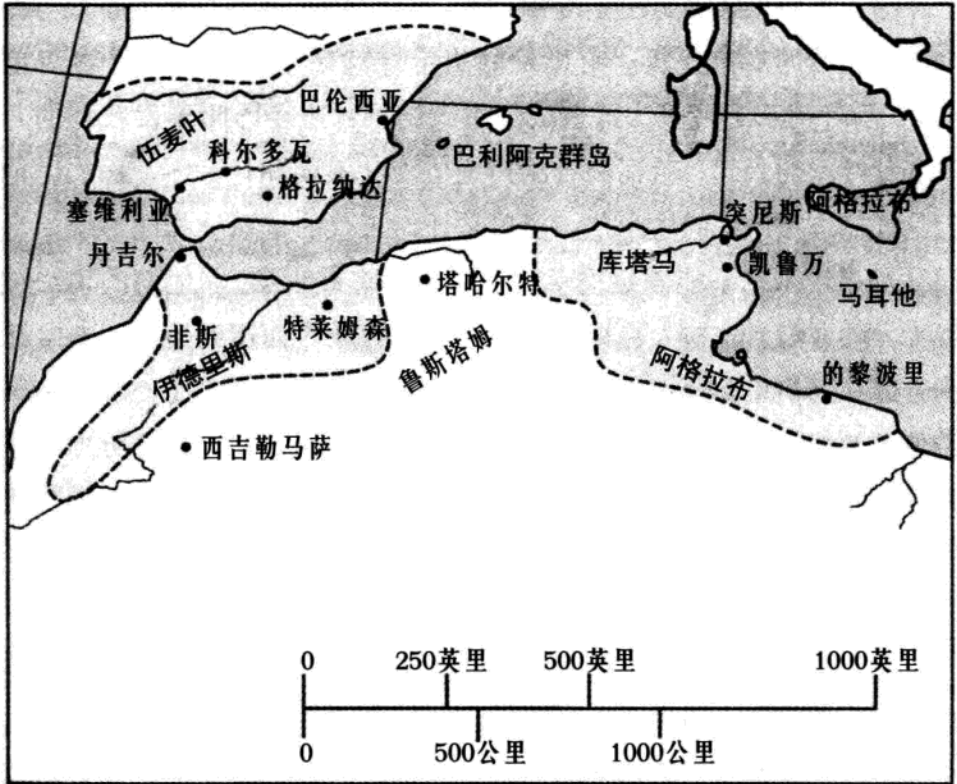 巴伦西亚
伍麦叶
科尔多瓦
巴利阿克群岛
格拉纳达
塞维利亚
突尼斯
阿格拉布
丹吉尔
库塔马
凯鲁万
塔哈尔特
马耳他
非斯
特莱姆森
伊德里斯
鲁斯塔姆
阿格拉布
的黎波里
西吉勒马萨
0 250英里 500英里 1000英里
0 500公里 1000公里